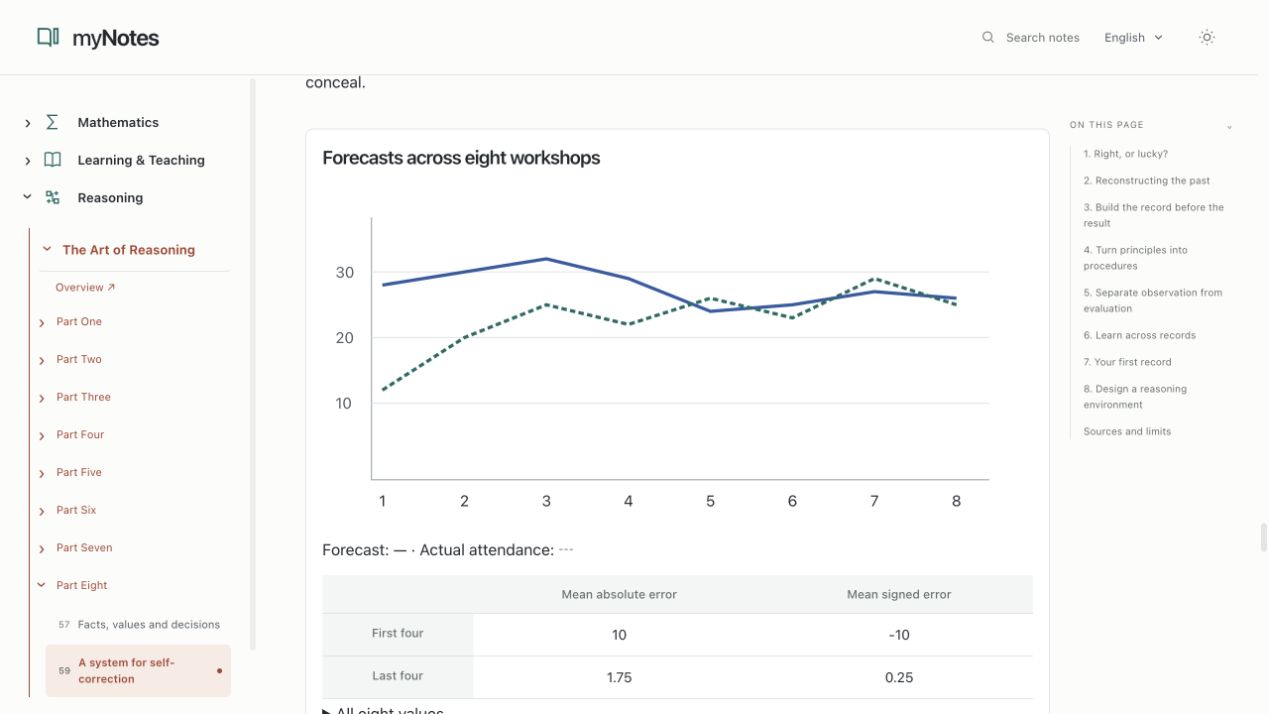 myNotes
Search notes
English
conceal.
Mathematics
Learning & Teaching
Reasoning
The Art of Reasoning
Overview ↗
Part One
Part Two
Part Three
Part Four
Part Five
Part Six
Part Seven
Part Eight
57 Facts, values and decisions
59 A system for self-
correction
Forecasts across eight workshops
30
20
10
1 2 3 4 5 6 7 8
Forecast: — · Actual attendance: ---
Mean absolute error Mean signed error
First four 10 -10
Last four 1.75 0.25
All eight values
ON THIS PAGE
1. Right, or lucky?
2. Reconstructing the past
3. Build the record before the
result
4. Turn principles into
procedures
5. Separate observation from
evaluation
6. Learn across records
7. Your first record
8. Design a reasoning
environment
Sources and limits